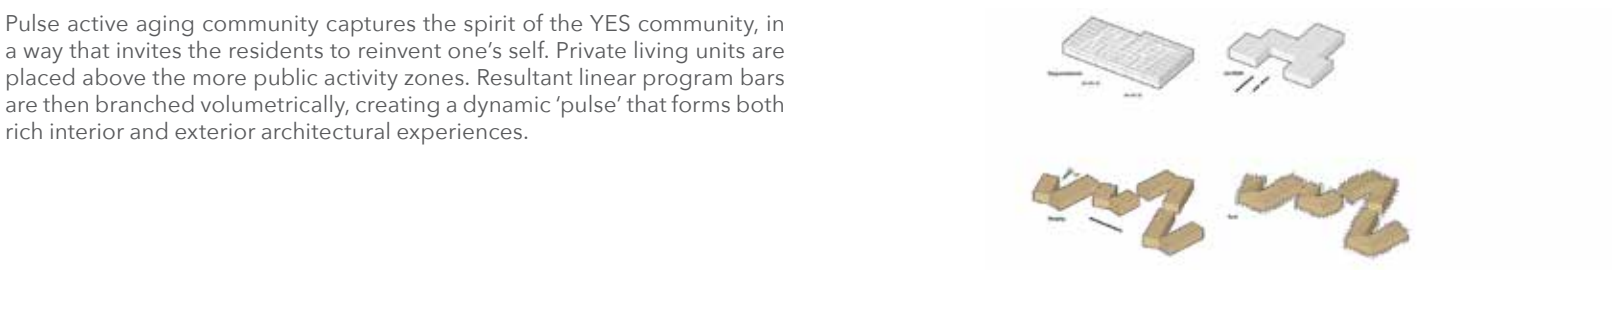 Pulse active aging community captures the spirit of the YES community, in
a way that invites the residents to reinvent one’s self. Private living units are
placed above the more public activity zones. Resultant linear program bars
are then branched volumetrically, creating a dynamic ‘pulse’ that forms both
rich interior and exterior architectural experiences.